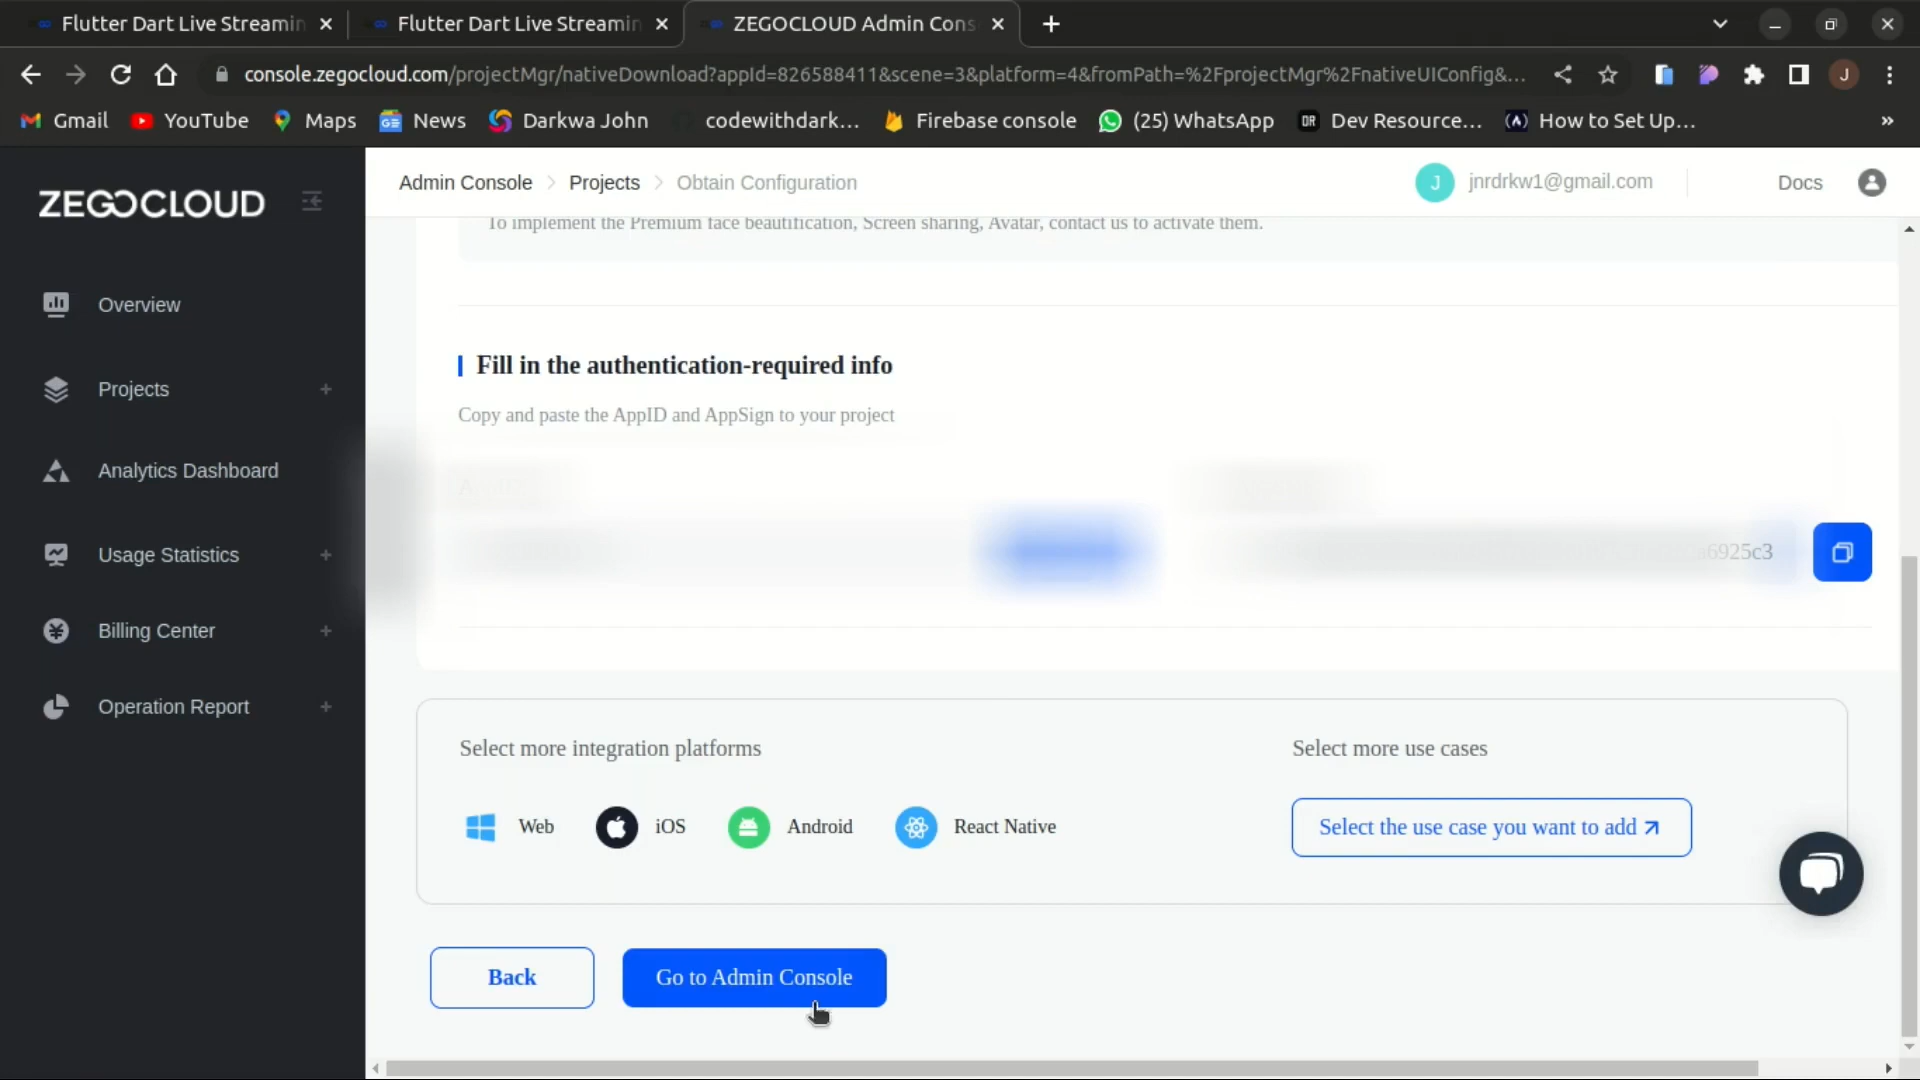 Flutter Dart Live Streamin
Flutter Dart Live Streamin
ZEGOCLOUD Admin Cons
console.zegocloud.com/projectMgr/nativeDownload?appId=826588411&scene=3&platform=4&fromPath=%2FprojectMgr%2FnativeUIConfig&...
J
Gmail
YouTube
Maps
News
Darkwa John
codewithdark...
Firebase console
(25) WhatsApp
DR Dev Resource...
How to Set Up...
»
ZEGOCLOUD
Admin Console
Projects
Obtain Configuration
J
jnrdrkw1@gmail.com
Docs
To implement the Premium face beautification, Screen sharing, Avatar, contact us to activate them.
Overview
Projects +
Analytics Dashboard
Usage Statistics +
Billing Center +
Operation Report +
Fill in the authentication-required info
Copy and paste the AppID and AppSign to your project
a6925c3
Select more integration platforms
Web
iOS
Android
React Native
Select more use cases
Select the use case you want to add
Back
Go to Admin Console